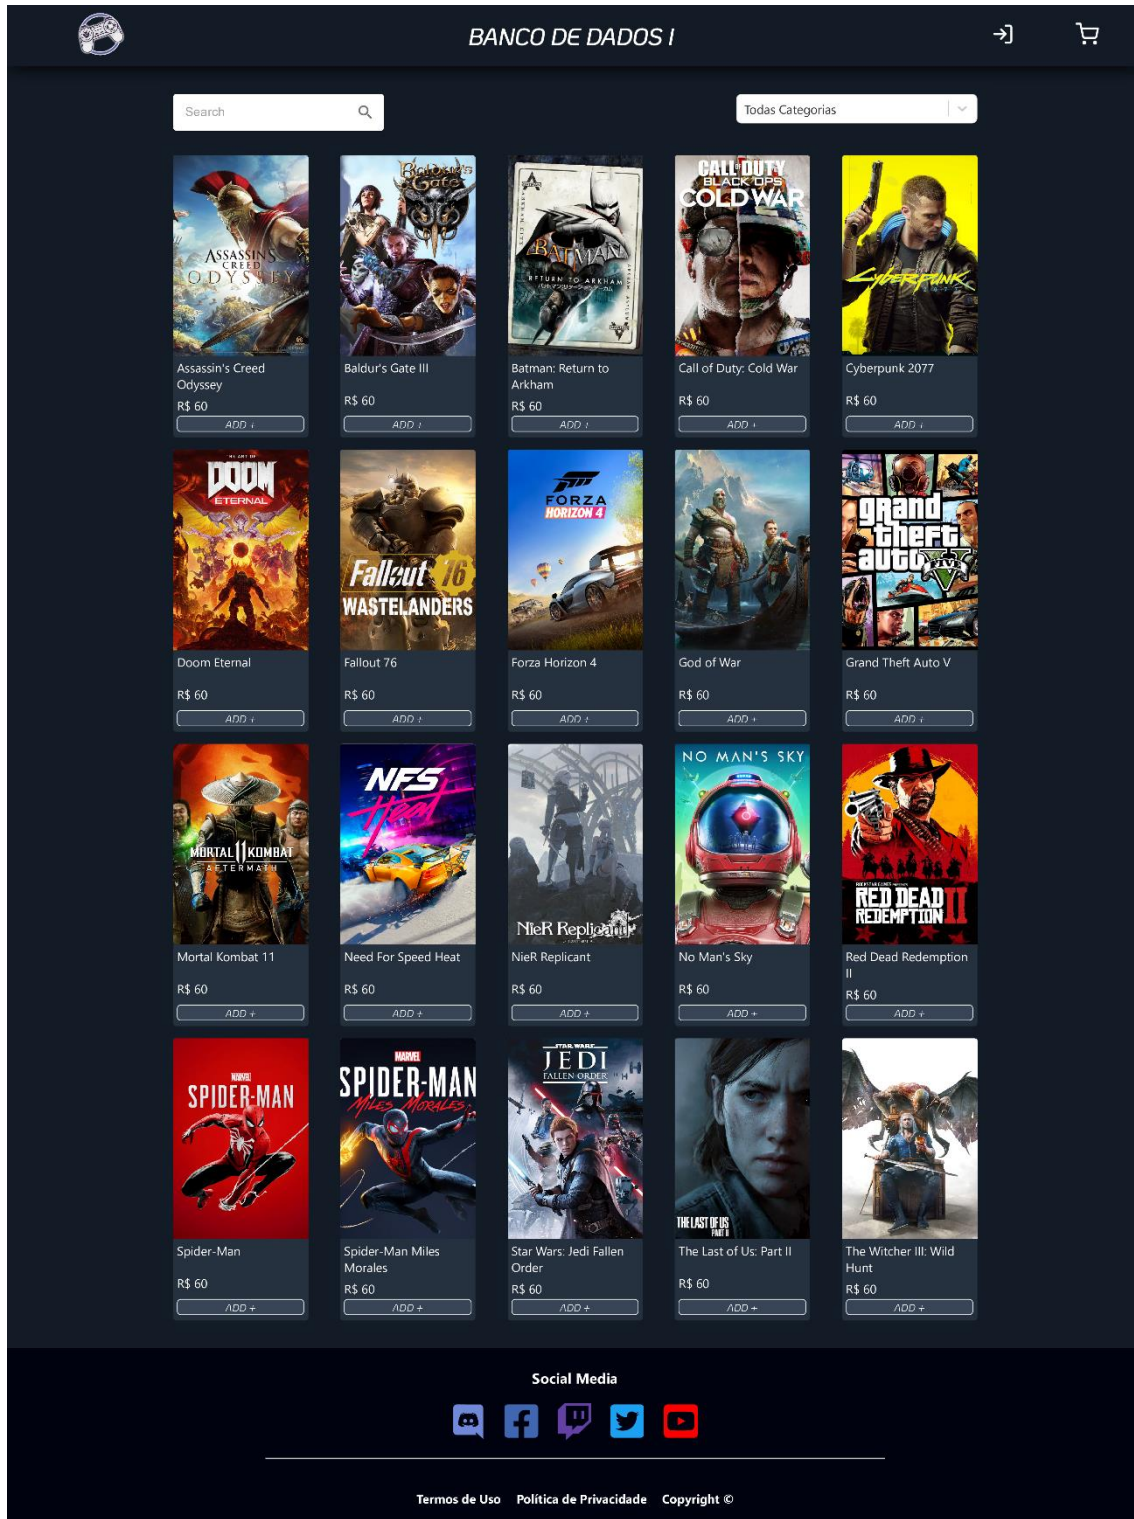 BANCO DE DADOS I
Search
Todas Categorias
ASSASSIN'S
CREED
ODYSSEY
Baldur's
Gate
BATMAN
RETURN TO ARKHAM
CALL OF DUTY
BLACK OPS
COLD WAR
CYBERPUNK
Assassin's Creed
Odyssey
R$ 60
ADD +
Baldur's Gate III
R$ 60
ADD +
Batman: Return to
Arkham
R$ 60
ADD +
Call of Duty: Cold War
R$ 60
ADD +
Cyberpunk 2077
R$ 60
ADD +
THE ART OF
DOOM
ETERNAL
Fallout 76
WASTELANDERS
FORZA
HORIZON 4
grand
theft
auto
V
FIVE
Doom Eternal
R$ 60
ADD +
Fallout 76
R$ 60
ADD +
Forza Horizon 4
R$ 60
ADD +
God of War
R$ 60
ADD +
Grand Theft Auto V
R$ 60
ADD +
MORTAL 11 KOMBAT
AFTERMATH
NFS
Heat
NieR Replicant
NO MAN'S SKY
RED DEAD
REDEMPTION II
Mortal Kombat 11
R$ 60
ADD +
Need For Speed Heat
R$ 60
ADD +
NieR Replicant
R$ 60
ADD +
No Man's Sky
R$ 60
ADD +
Red Dead Redemption
II
R$ 60
ADD +
MARVEL
SPIDER-MAN
MARVEL
SPIDER-MAN
MILES MORALES
STAR WARS
JEDI
FALLEN ORDER
THE LAST OF US
PART II
Spider-Man
R$ 60
ADD +
Spider-Man Miles
Morales
R$ 60
ADD +
Star Wars: Jedi Fallen
Order
R$ 60
ADD +
The Last of Us: Part II
R$ 60
ADD +
The Witcher III: Wild
Hunt
R$ 60
ADD +
Social Media
Termos de Uso Política de Privacidade Copyright ©